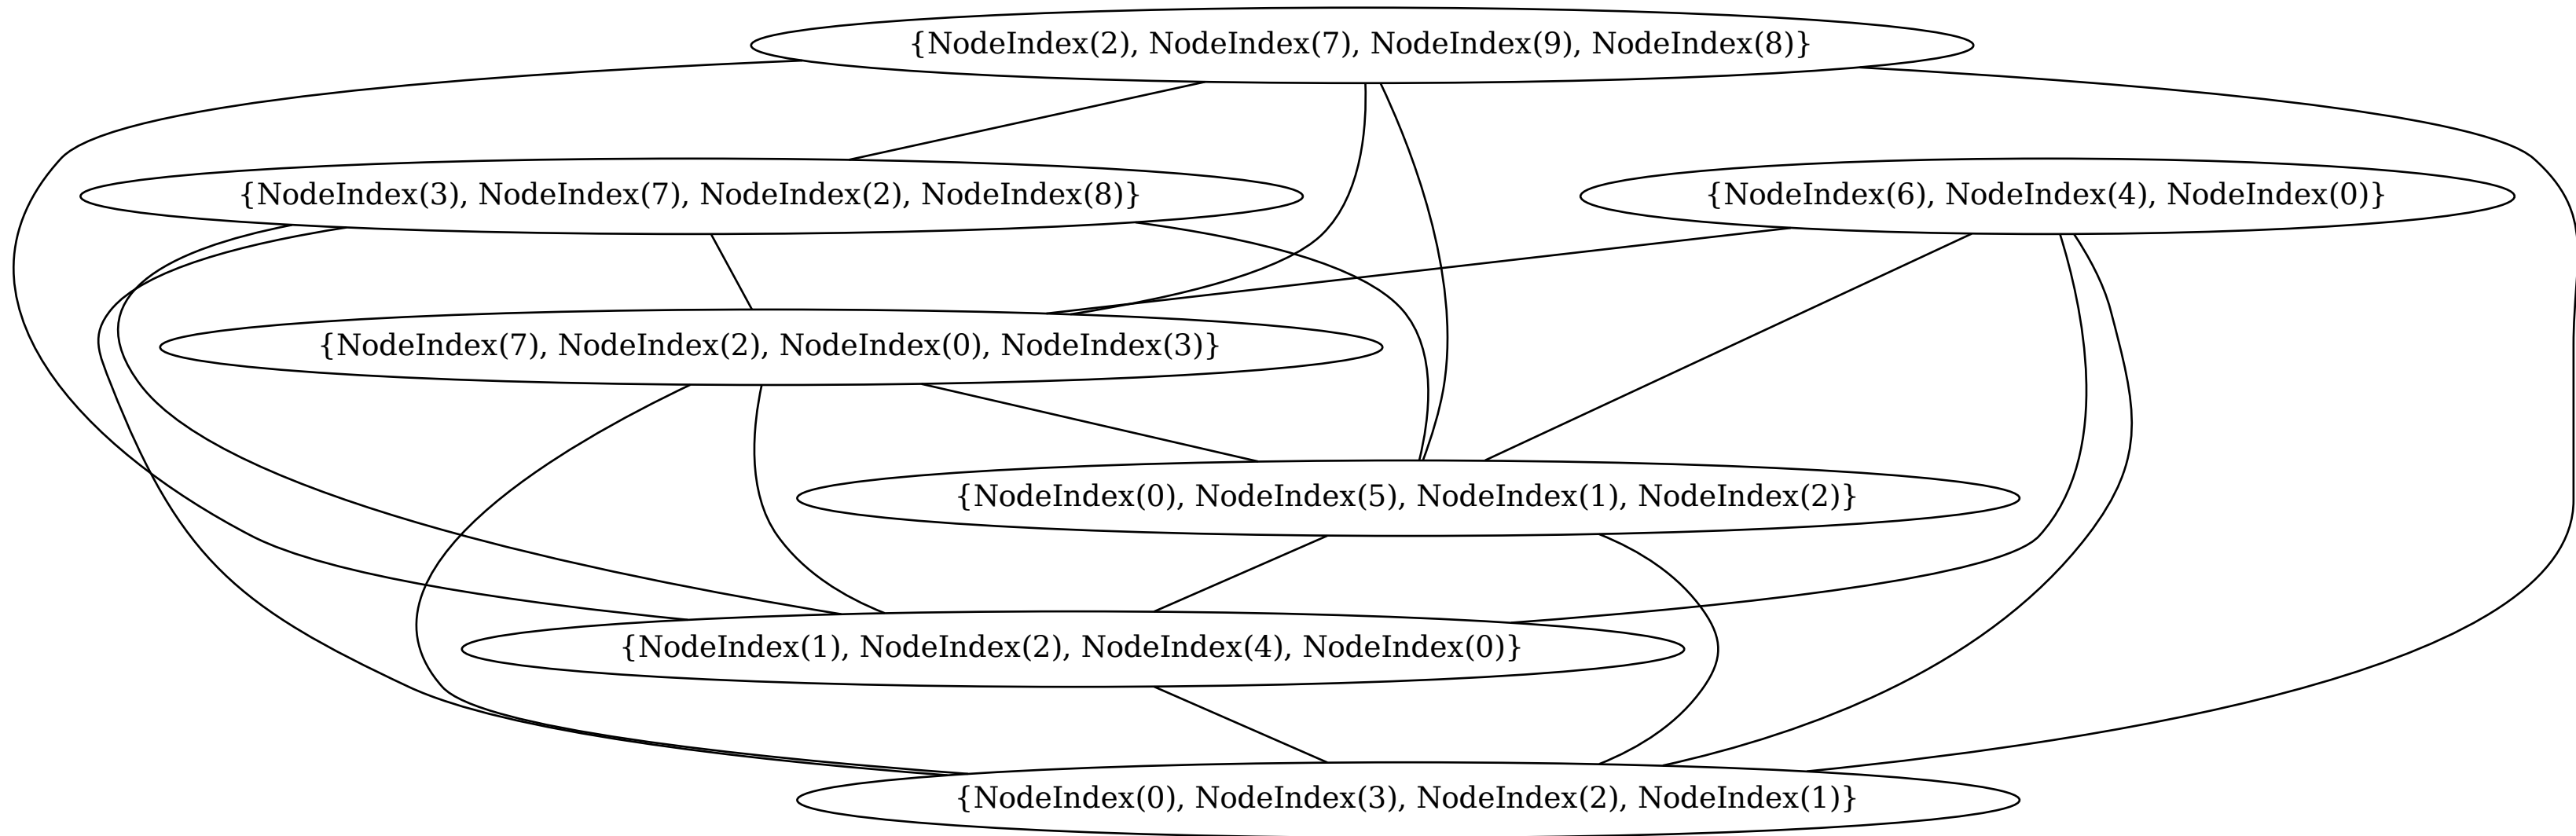 {NodeIndex(2), NodeIndex(7), NodeIndex(9), NodeIndex(8)}
{NodeIndex(3), NodeIndex(7), NodeIndex(2), NodeIndex(8)}
{NodeIndex(6), NodeIndex(4), NodeIndex(0)}
{NodeIndex(7), NodeIndex(2), NodeIndex(0), NodeIndex(3)}
{NodeIndex(0), NodeIndex(5), NodeIndex(1), NodeIndex(2)}
{NodeIndex(1), NodeIndex(2), NodeIndex(4), NodeIndex(0)}
{NodeIndex(0), NodeIndex(3), NodeIndex(2), NodeIndex(1)}